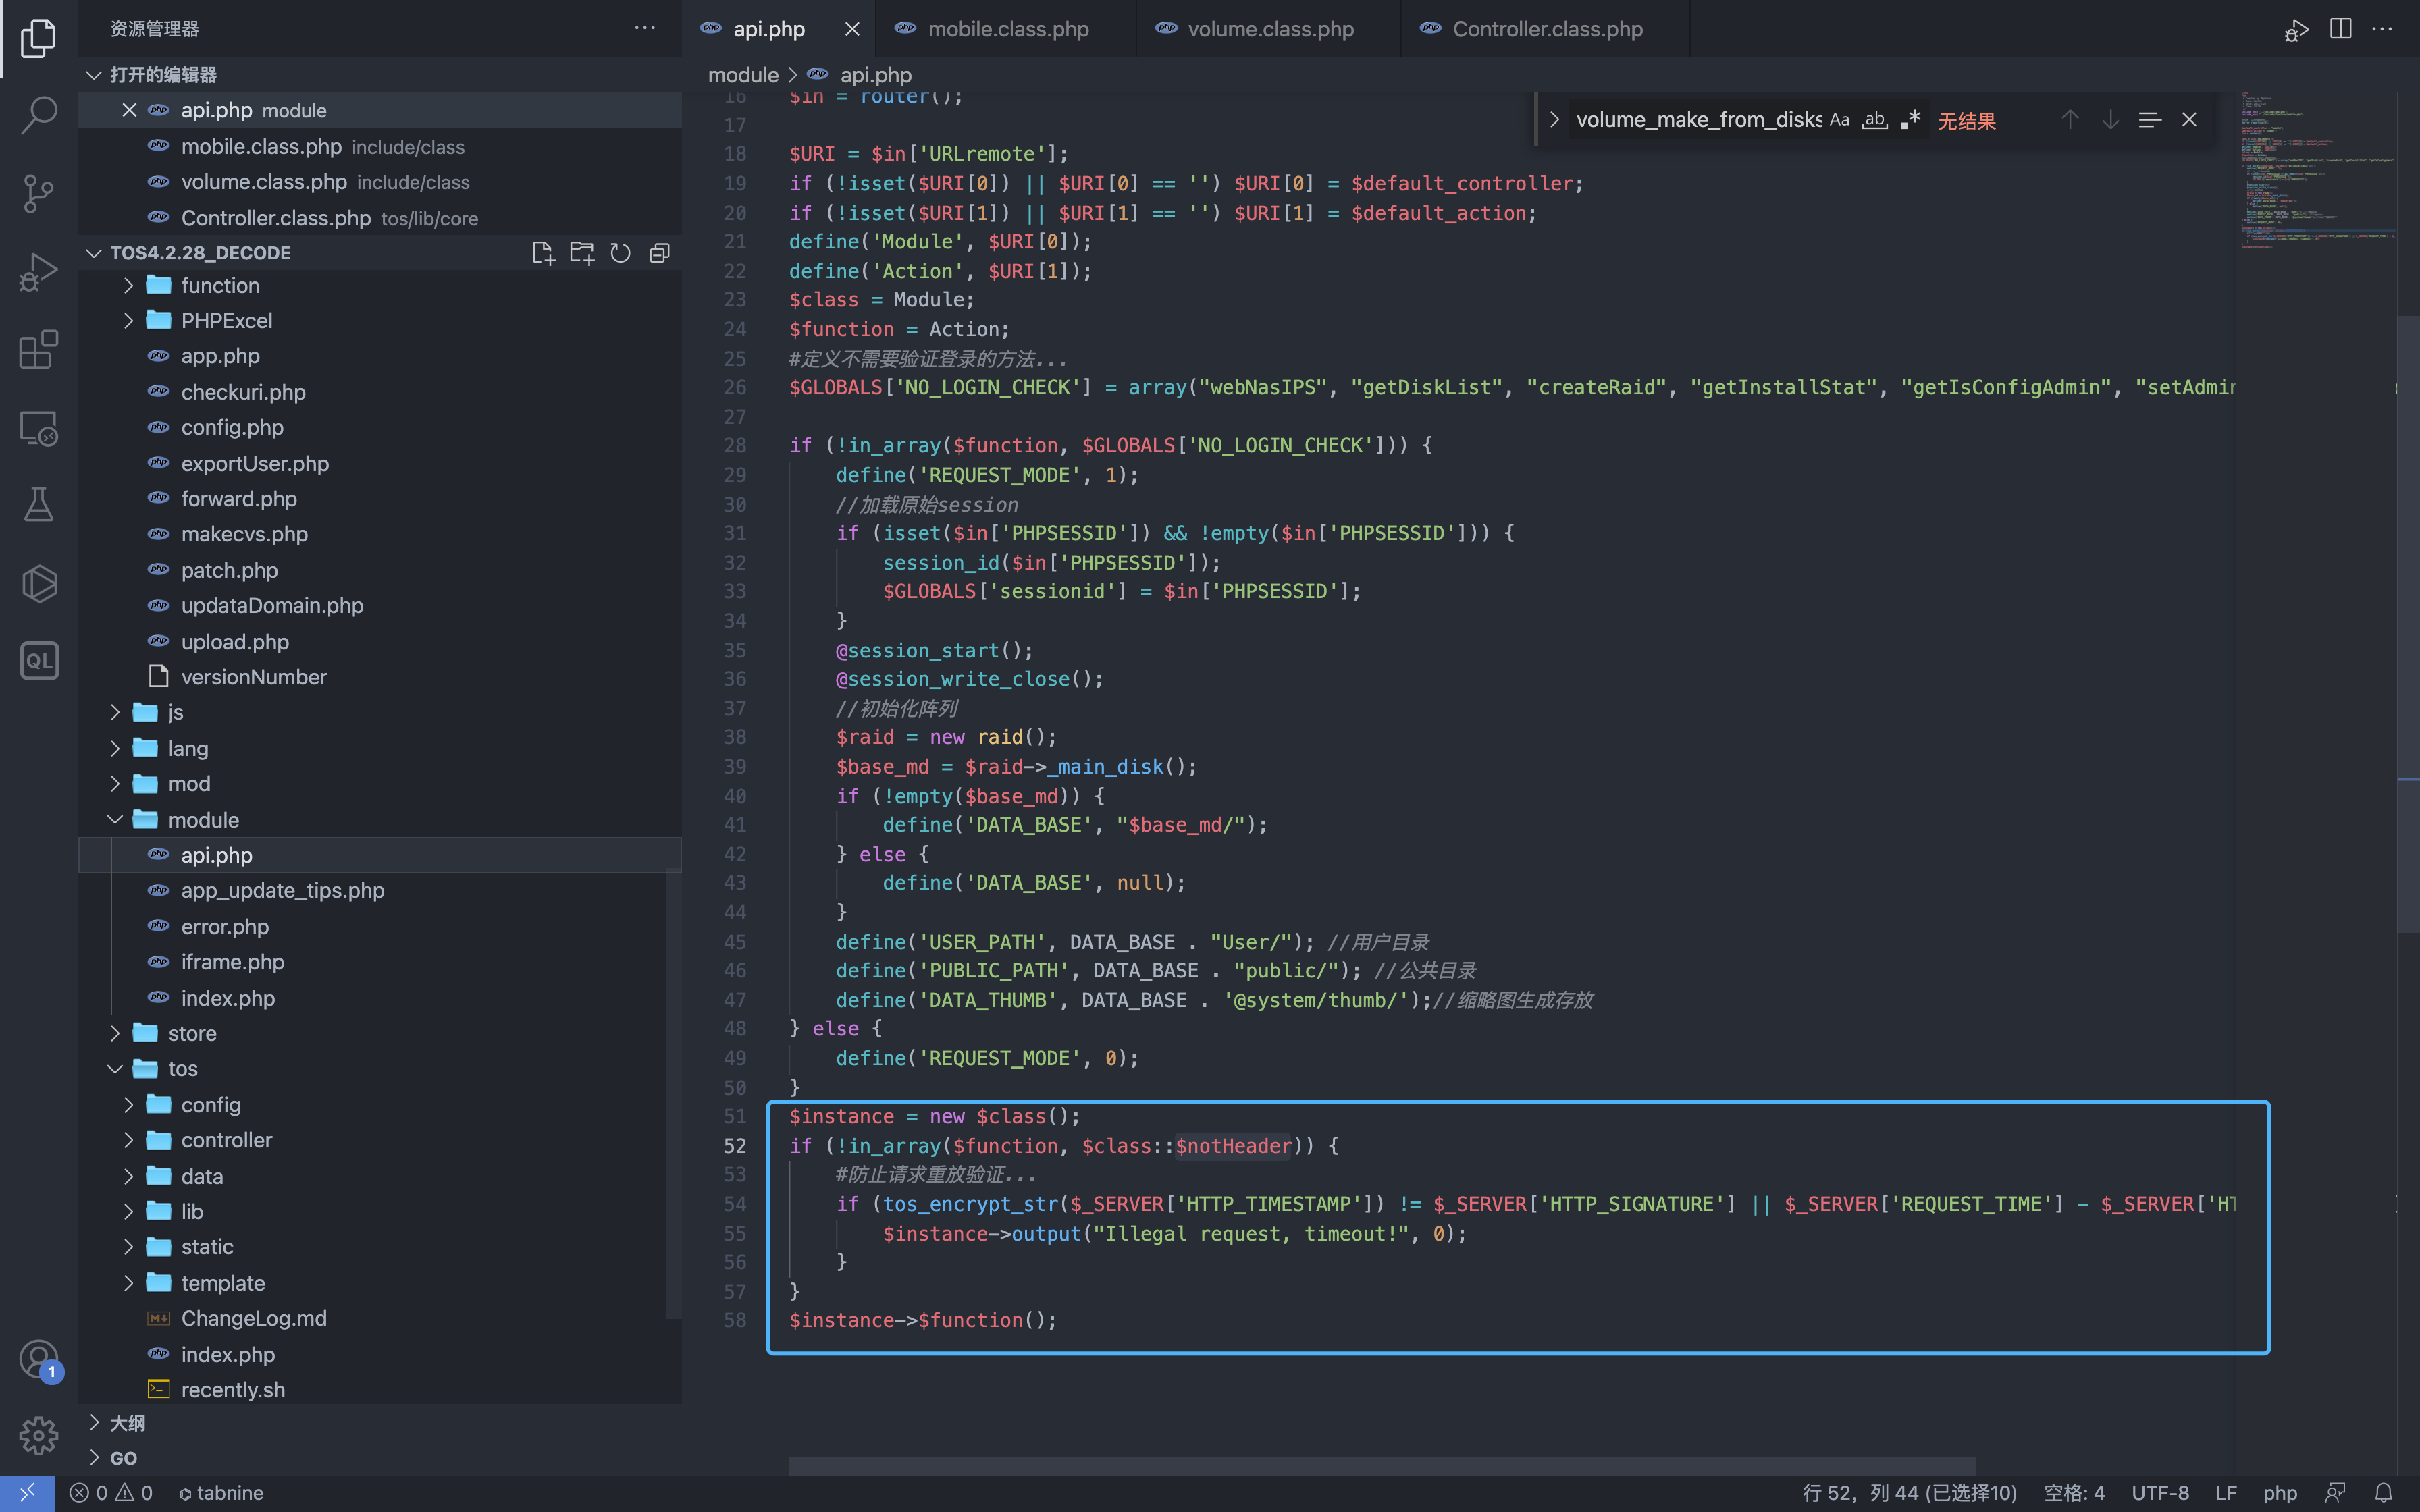 资源管理器
打开的编辑器
api.php module
mobile.class.php include/class
volume.class.php include/class
Controller.class.php tos/lib/core
TOS4.2.28_DECODE
function
PHPExcel
app.php
checkuri.php
config.php
exportUser.php
forward.php
makecvs.php
patch.php
updataDomain.php
upload.php
versionNumber
js
lang
mod
module
api.php
app_update_tips.php
error.php
iframe.php
index.php
store
tos
config
controller
data
lib
static
template
ChangeLog.md
index.php
recently.sh
大纲
GO
QL
1
api.php
mobile.class.php
volume.class.php
Controller.class.php
module > api.php
volume_make_from_disks Aa ab .* 无结果
16 $in = router();
17
18 $URI = $in['URLremote'];
19 if (!isset($URI[0]) || $URI[0] == '') $URI[0] = $default_controller;
20 if (!isset($URI[1]) || $URI[1] == '') $URI[1] = $default_action;
21 define('Module', $URI[0]);
22 define('Action', $URI[1]);
23 $class = Module;
24 $function = Action;
25 #定义不需要验证登录的方法...
26 $GLOBALS['NO_LOGIN_CHECK'] = array("webNasIPS", "getDiskList", "createRaid", "getInstallStat", "getIsConfigAdmin", "setAdmin
27
28 if (!in_array($function, $GLOBALS['NO_LOGIN_CHECK'])) {
29 define('REQUEST_MODE', 1);
30 //加载原始session
31 if (isset($in['PHPSESSID']) && !empty($in['PHPSESSID'])) {
32 session_id($in['PHPSESSID']);
33 $GLOBALS['sessionid'] = $in['PHPSESSID'];
34 }
35 @session_start();
36 @session_write_close();
37 //初始化阵列
38 $raid = new raid();
39 $base_md = $raid->_main_disk();
40 if (!empty($base_md)) {
41 define('DATA_BASE', "$base_md/");
42 } else {
43 define('DATA_BASE', null);
44 }
45 define('USER_PATH', DATA_BASE . "User/"); //用户目录
46 define('PUBLIC_PATH', DATA_BASE . "public/"); //公共目录
47 define('DATA_THUMB', DATA_BASE . '@system/thumb/');//缩略图生成存放
48 } else {
49 define('REQUEST_MODE', 0);
50 }
51 $instance = new $class();
52 if (!in_array($function, $class::$notHeader)) {
53 #防止请求重放验证...
54 if (tos_encrypt_str($_SERVER['HTTP_TIMESTAMP']) != $_SERVER['HTTP_SIGNATURE'] || $_SERVER['REQUEST_TIME'] - $_SERVER['HT
55 $instance->output("Illegal request, timeout!", 0);
56 }
57 }
58 $instance->$function();
0 0 tabnine
行 52, 列 44 (已选择10) 空格: 4 UTF-8 LF php